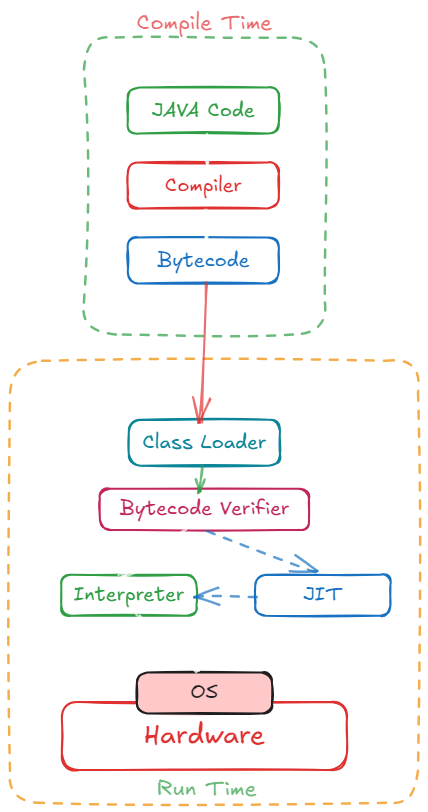 Compile Time
JAVA Code
Compiler
Bytecode
Class Loader
Bytecode Verifier
Interpreter
JIT
OS
Hardware
Run Time